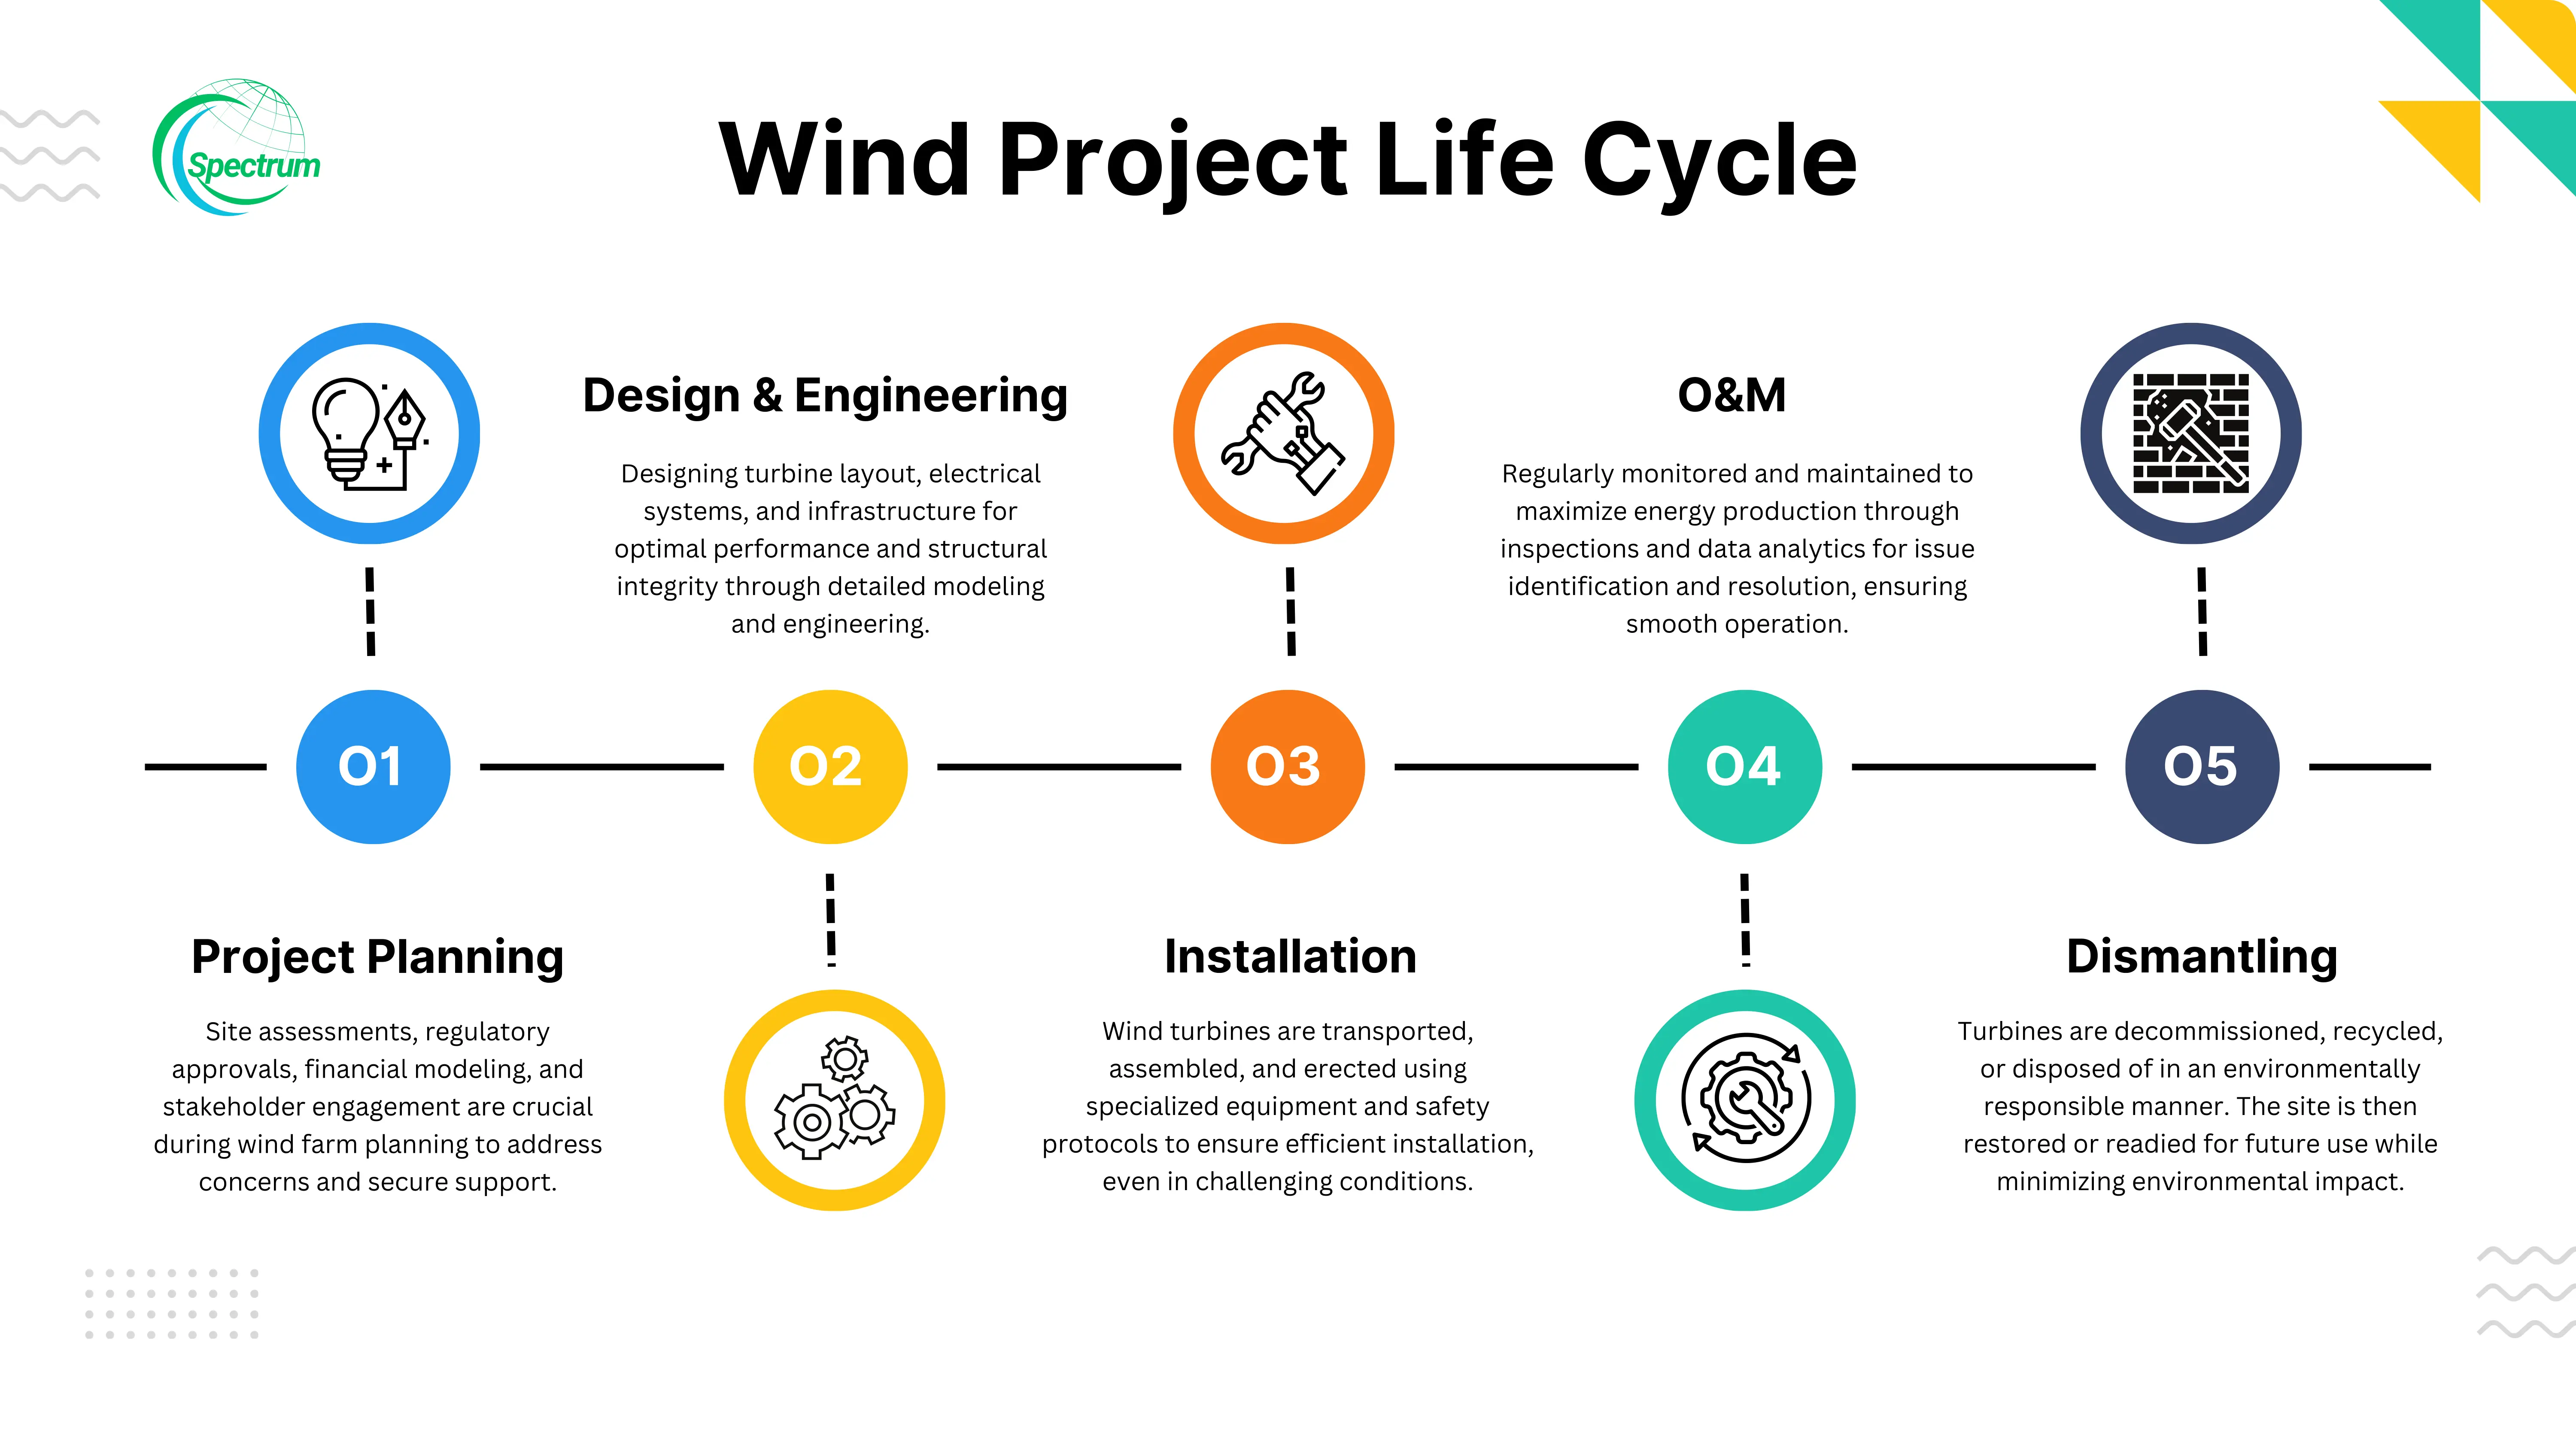 Spectrum
Wind Project Life Cycle
Design & Engineering
Designing turbine layout, electrical
systems, and infrastructure for
optimal performance and structural
integrity through detailed modeling
and engineering.
O&M
Regularly monitored and maintained to
maximize energy production through
inspections and data analytics for issue
identification and resolution, ensuring
smooth operation.
01
02
03
04
05
Project Planning
Site assessments, regulatory
approvals, financial modeling, and
stakeholder engagement are crucial
during wind farm planning to address
concerns and secure support.
Installation
Wind turbines are transported,
assembled, and erected using
specialized equipment and safety
protocols to ensure efficient installation,
even in challenging conditions.
Dismantling
Turbines are decommissioned, recycled,
or disposed of in an environmentally
responsible manner. The site is then
restored or readied for future use while
minimizing environmental impact.